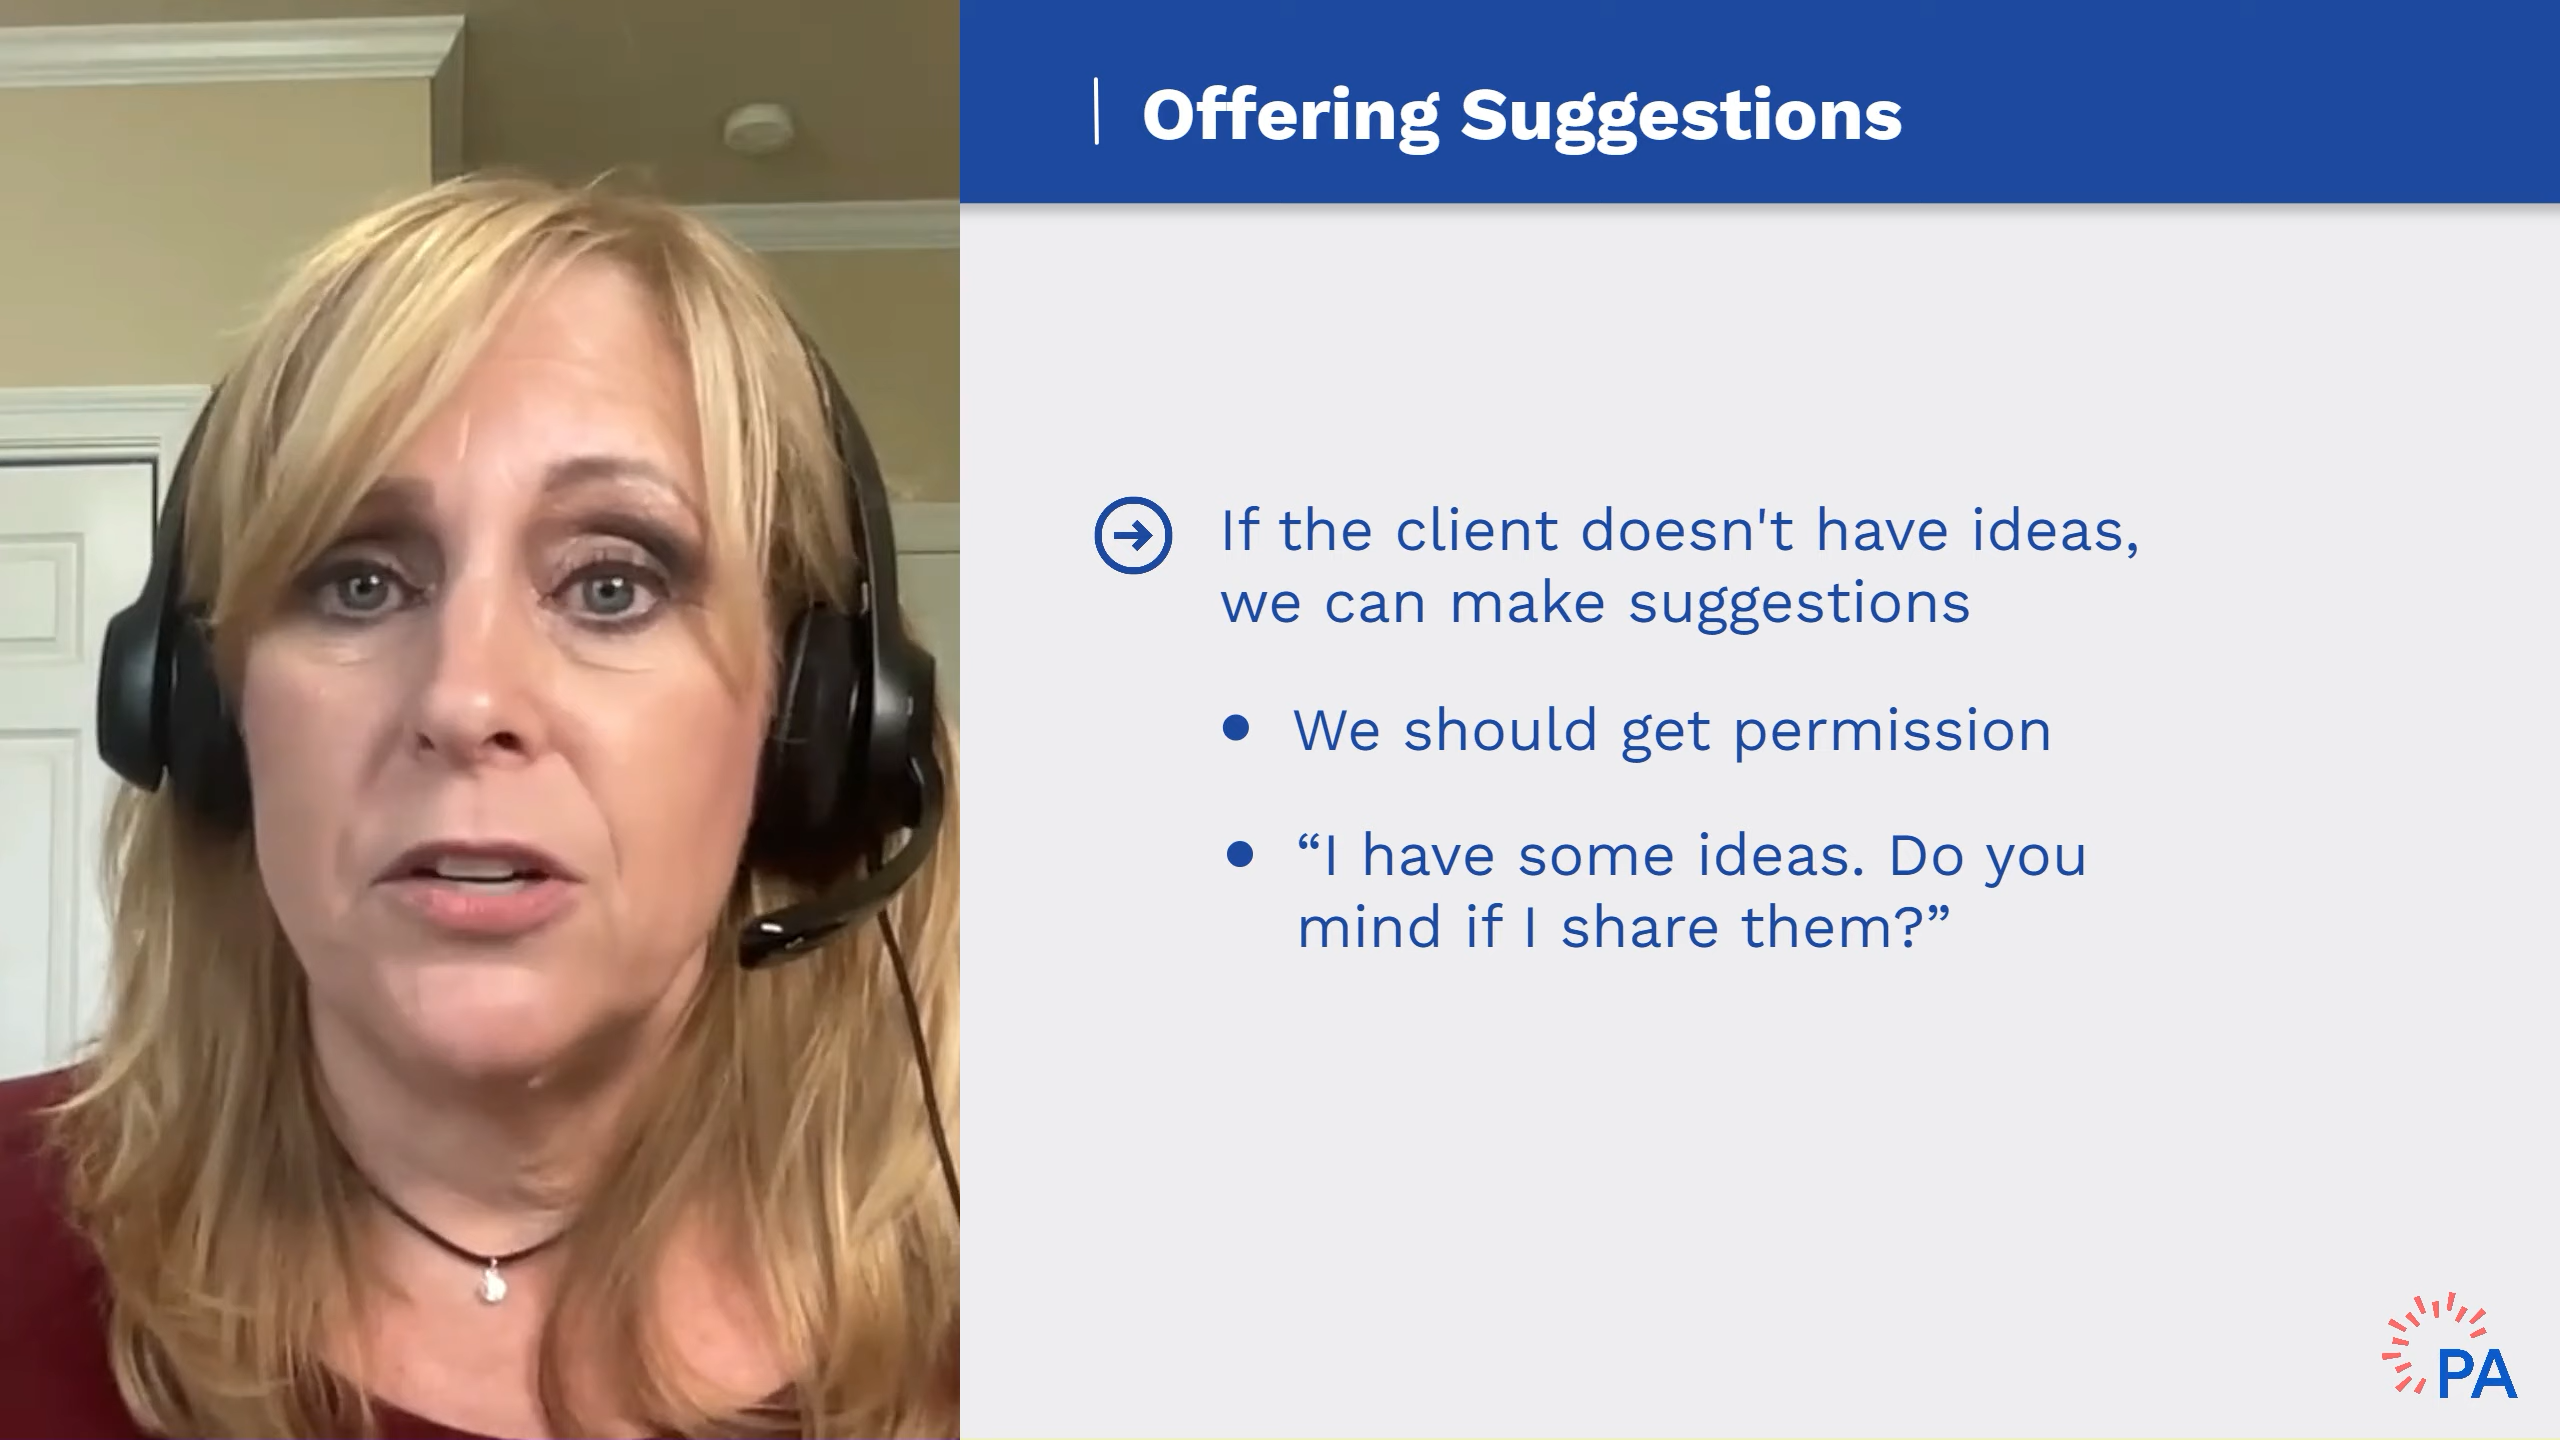 Offering Suggestions
If the client doesn't have ideas,
we can make suggestions
We should get permission
“I have some ideas. Do you
mind if I share them?”
PA